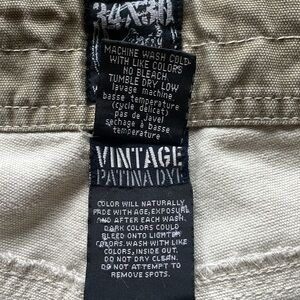 34X30
MACHINE WASH COLD
WITH LIKE COLORS
NO BLEACH
TUMBLE DRY LOW
lavage machine
basse temperature
(cycle delicat)
pas de javel
sechage a basse
temperature
VINTAGE
PATINA DYE
COLOR WILL NATURALLY
FADE WITH AGE, EXPOSURE
AND AFTER EACH WASH.
DARK COLORS COULD
BLEED ONTO LIGHTER
COLORS. WASH WITH LIKE
COLORS, INSIDE OUT.
DO NOT DRY CLEAN.
DO NOT ATTEMPT TO
REMOVE SPOTS.